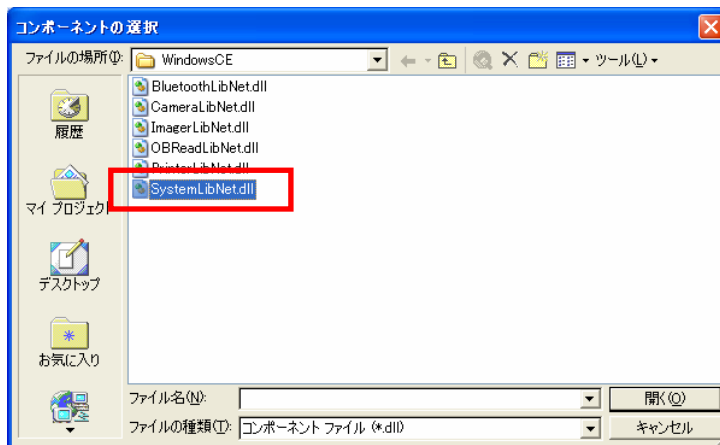 コンポーネントの選択
ファイルの場所(I): WindowsCE ツール(L)
BluetoothLibNet.dll
CameraLibNet.dll
ImagerLibNet.dll
OBReadLibNet.dll
PrinterLibNet.dll
SystemLibNet.dll
履歴
マイ プロジェクト
デスクトップ
お気に入り
ファイル名(N): 開く(O)
ファイルの種類(T): コンポーネント ファイル (*.dll) キャンセル